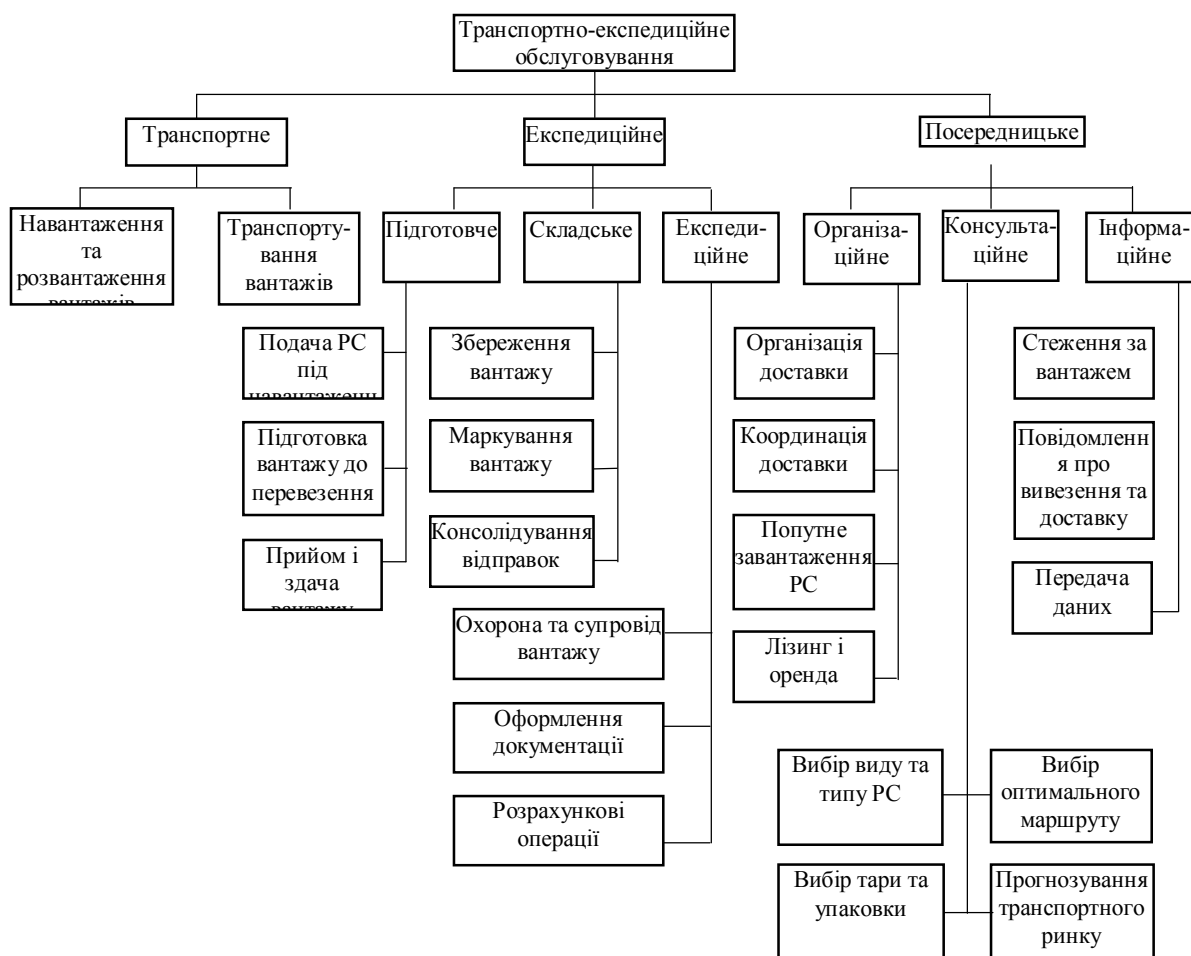 Транспортно-експедиційне
обслуговування
Транспортне
Експедиційне
Посередницьке
Навантаження
та
розвантаження
вантажів
Транспорту-
вання
вантажів
Підготовче
Складське
Експеди-
ційне
Організа-
ційне
Консульта-
ційне
Інформа-
ційне
Подача РС
під
навантаженн
Підготовка
вантажу до
перевезення
Прийом і
здача
вантажу
Збереження
вантажу
Маркування
вантажу
Консолідування
відправок
Охорона та супровід
вантажу
Оформлення
документації
Розрахункові
операції
Організація
доставки
Координація
доставки
Попутне
завантаження
РС
Лізинг і
оренда
Вибір виду та
типу РС
Вибір тари та
упаковки
Вибір
оптимального
маршруту
Прогнозування
транспортного
ринку
Стеження за
вантажем
Повідомленн
я про
вивезення та
доставку
Передача
даних